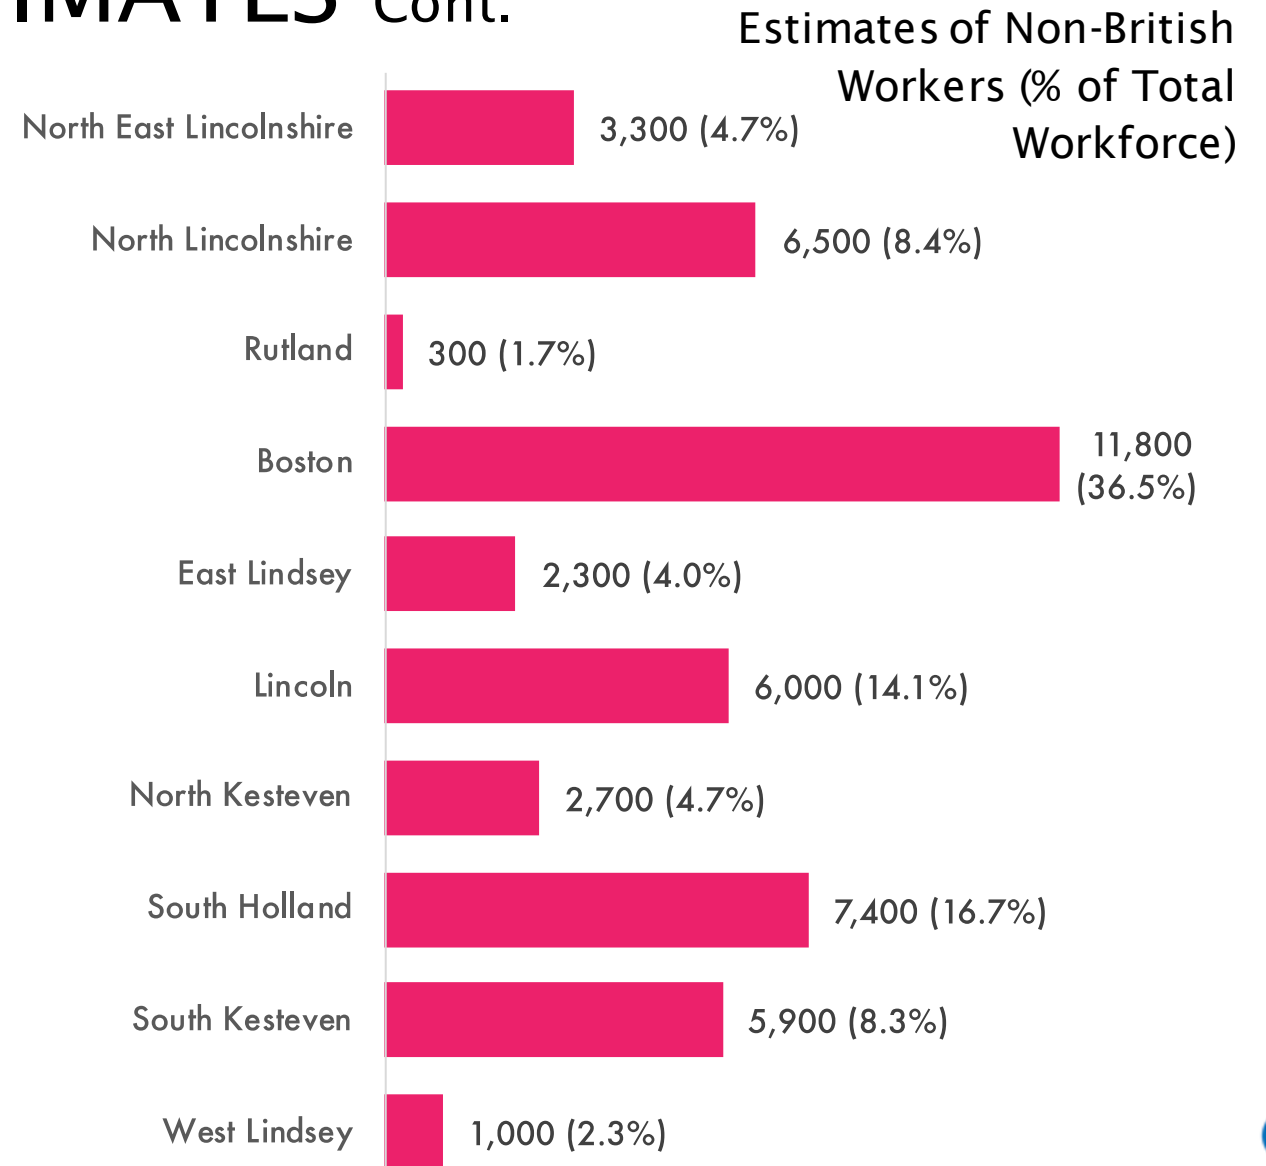 Cont.
Estimates of Non-British
Workers (% of Total
Workforce)
North East Lincolnshire 3,300 (4.7%)
North Lincolnshire 6,500 (8.4%)
Rutland 300 (1.7%)
Boston 11,800
(36.5%)
East Lindsey 2,300 (4.0%)
Lincoln 6,000 (14.1%)
North Kesteven 2,700 (4.7%)
South Holland 7,400 (16.7%)
South Kesteven 5,900 (8.3%)
West Lindsey 1,000 (2.3%)